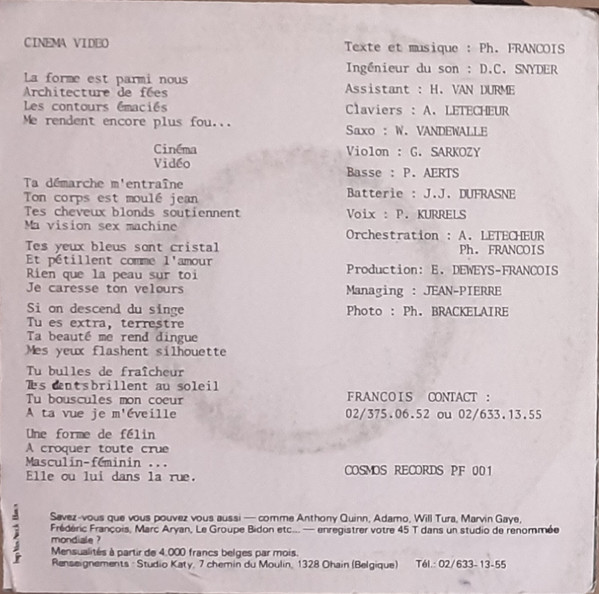 CINEMA VIDEO
La forme est parmi nous
Architecture de fées
Les contours émaciés
Me rendent encore plus fou...
Cinéma
Vidéo
Ta démarche m'entraîne
Ton corps est moulé jean
Tes cheveux blonds soutiennent
Ma vision sex machine
Tes yeux bleus sont cristal
Et pétillent comme l'amour
Rien que la peau sur toi
Je caresse ton velours
Si on descend du singe
Tu es extra, terrestre
Ta beauté me rend dingue
Mes yeux flashent silhouette
Tu bulles de fraîcheur
Tes dents brillent au soleil
Tu bouscules mon coeur
A ta vue je m'éveille
Une forme de félin
A croquer toute crue
Masculin-féminin ...
Elle ou lui dans la rue.
Texte et musique : Ph. FRANCOIS
Ingénieur du son : D.C. SNYDER
Assistant : H. VAN DURME
Claviers : A. LETECHEUR
Saxo : W. VANDEWALLE
Violon : G. SARKOZY
Basse : P. AERTS
Batterie : J.J. DUFRASNE
Voix : P. KURRELS
Orchestration : A. LETECHEUR
Ph. FRANCOIS
Production: E. DEWEYS-FRANCOIS
Managing : JEAN-PIERRE
Photo : Ph. BRACKELAIRE
FRANCOIS CONTACT :
02/375.06.52 ou 02/633.13.55
COSMOS RECORDS PF 001
Savez-vous que vous pouvez vous aussi — comme Anthony Quinn, Adamo, Will Tura, Marvin Gaye,
Frédéric François, Marc Aryan, Le Groupe Bidon etc... — enregistrer votre 45 T dans un studio de renommée
mondiale ?
Mensualités à partir de 4.000 francs belges par mois.
Renseignements : Studio Katy, 7 chemin du Moulin, 1328 Ohain (Belgique) Tél.: 02/633-13-55